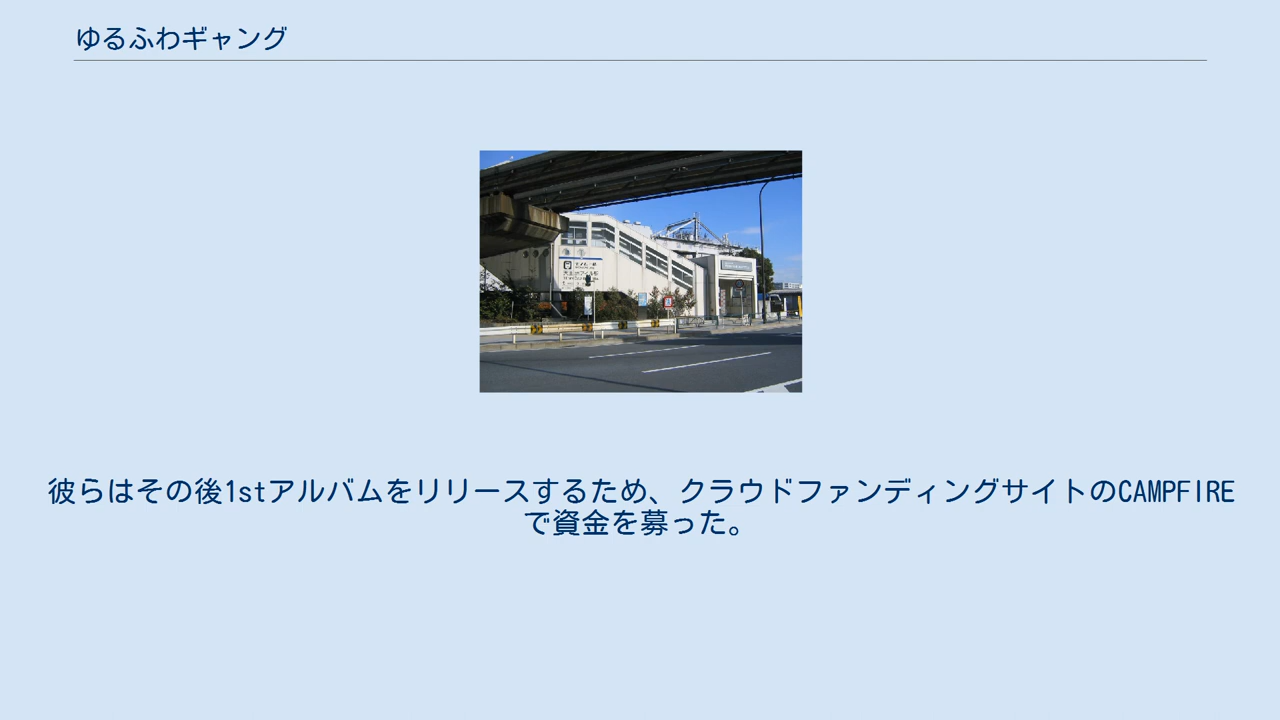 ゆるふわギャング
彼らはその後1stアルバムをリリースするため、クラウドファンディングサイトのCAMPFIRE
で資金を募った。